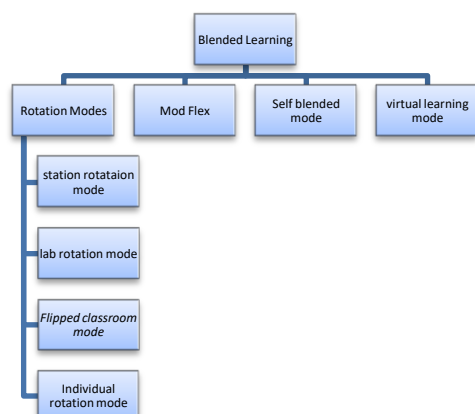 Blended Learning
Rotation Modes
Mod Flex
Self blended
mode
virtual learning
mode
station rotataion
mode
lab rotation mode
Flipped classroom
mode
Individual
rotation mode